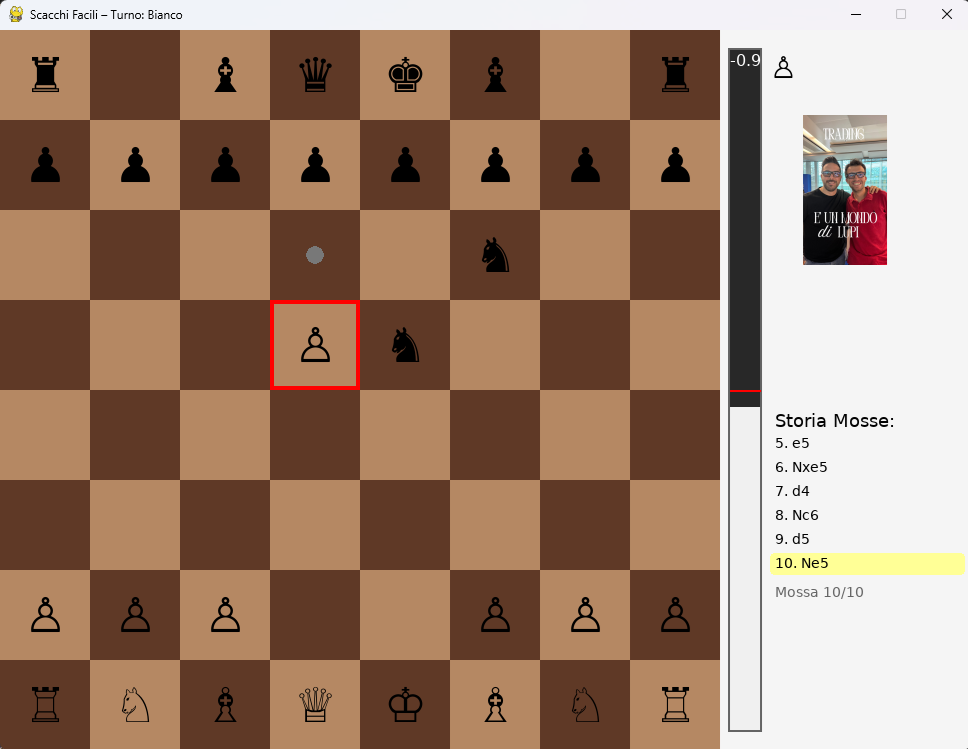 Scacchi Facili – Turno: Bianco
-0.9
TRADING
E' UN MONDO
di LUPI
Storia Mosse:
5. e5
6. Nxe5
7. d4
8. Nc6
9. d5
10. Ne5
Mossa 10/10